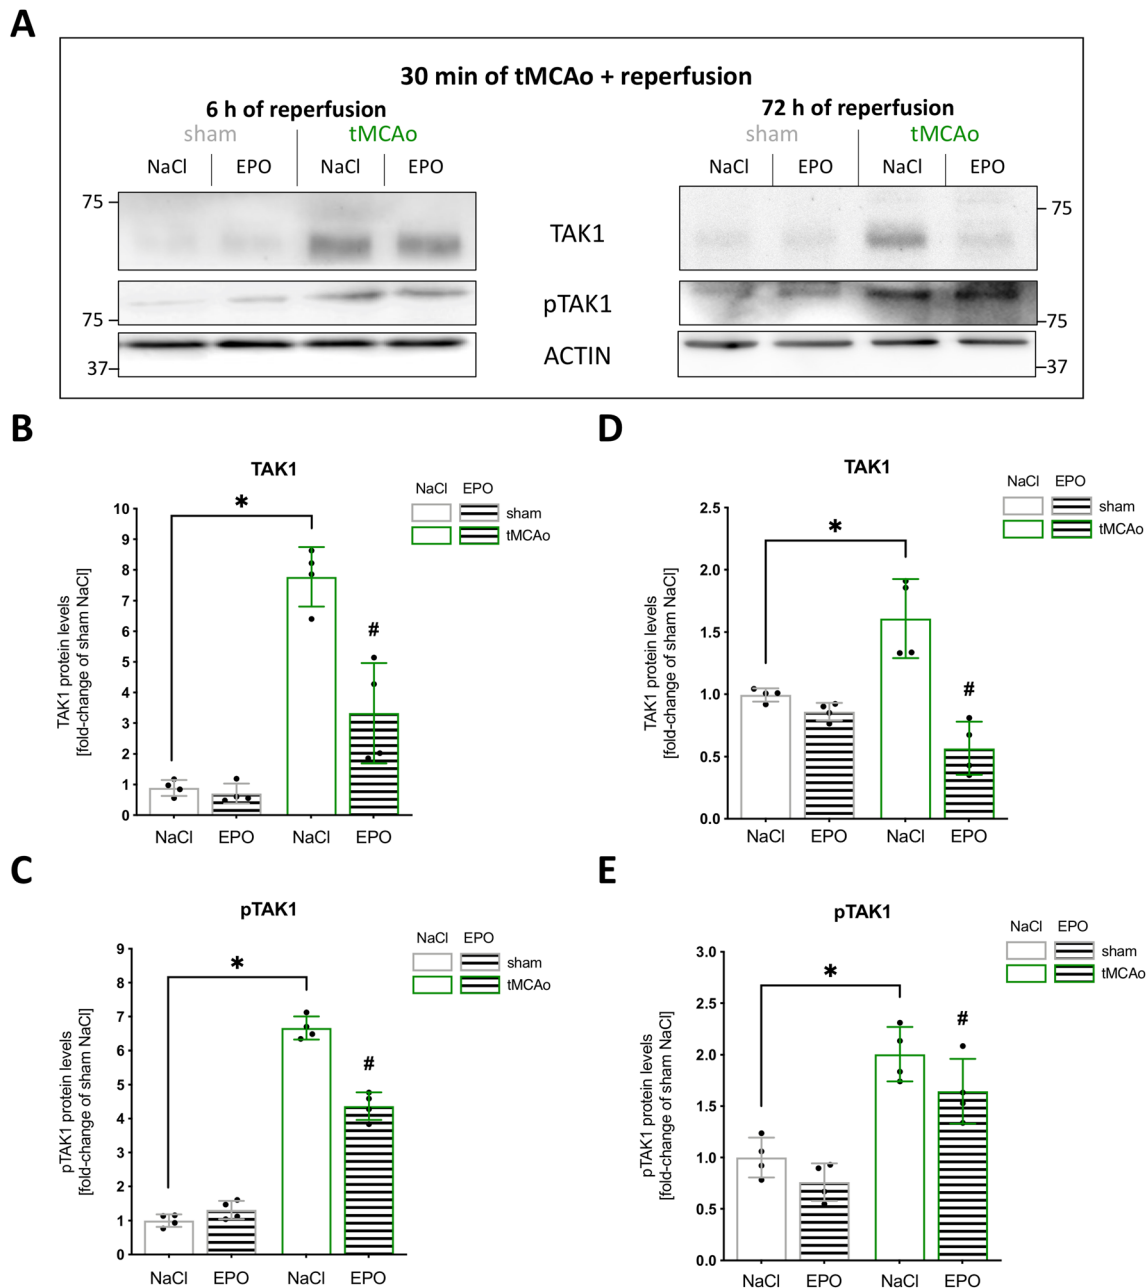 A
30 min of tMCAo + reperfusion
6 h of reperfusion
72 h of reperfusion
sham tMCAo
sham tMCAo
NaCl EPO NaCl EPO
NaCl EPO NaCl EPO
75
TAK1
75
75
pTAK1
75
37
ACTIN
37
B
TAK1
NaCl EPO
sham
tMCAo
TAK1 protein levels
[fold-change of sham NaCl]
10
9
8
7
6
5
4
3
2
1
0
*
#
NaCl EPO NaCl EPO
D
TAK1
NaCl EPO
sham
tMCAo
TAK1 protein levels
[fold-change of sham NaCl]
2.5
2.0
1.5
1.0
0.5
0.0
*
#
NaCl EPO NaCl EPO
C
pTAK1
NaCl EPO
sham
tMCAo
pTAK1 protein levels
[fold-change of sham NaCl]
9
8
7
6
5
4
3
2
1
0
*
#
NaCl EPO NaCl EPO
E
pTAK1
NaCl EPO
sham
tMCAo
pTAK1 protein levels
[fold-change of sham NaCl]
3.0
2.5
2.0
1.5
1.0
0.5
0.0
*
#
NaCl EPO NaCl EPO